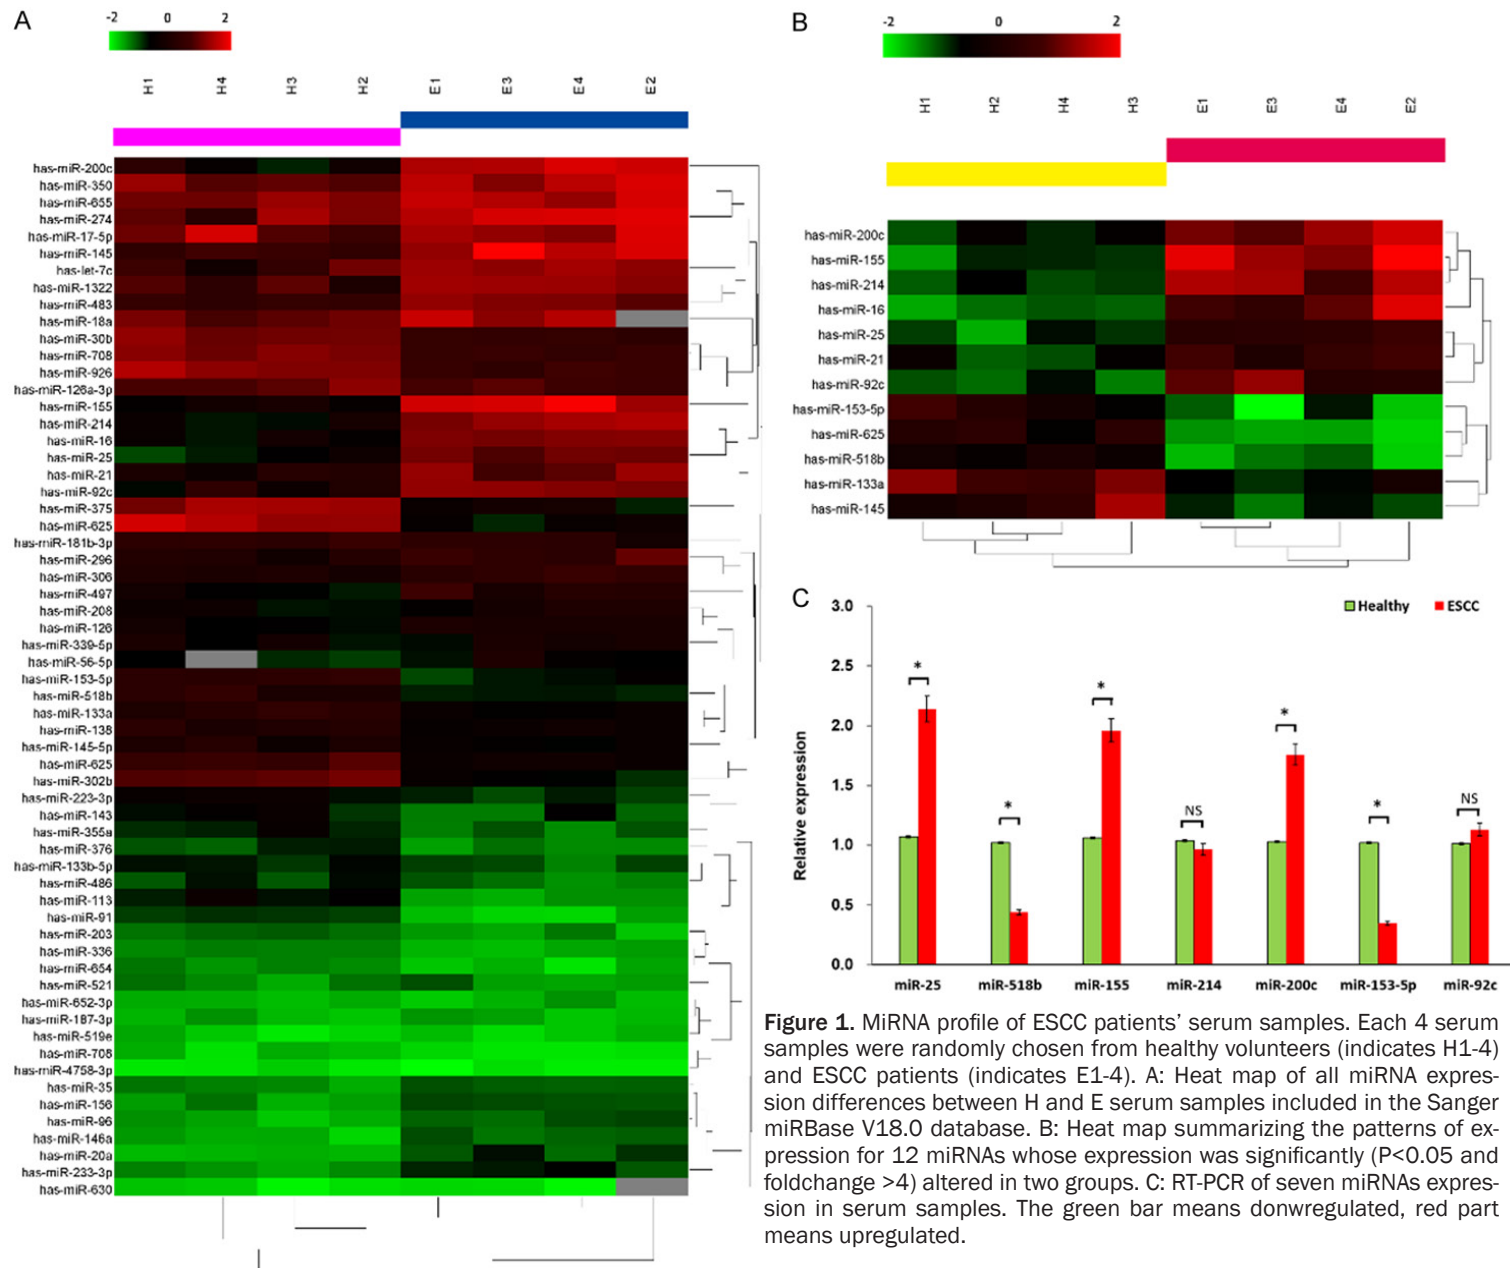 A
-2 0 2
H1 H4 H3 H2 E1 E3 E4 E2
has-miR-200c
has-miR-350
has-miR-655
has-miR-274
has-miR-17-5p
has-miR-145
has-let-7c
has-miR-1322
has-miR-483
has-miR-18a
has-miR-30b
has-miR-708
has-miR-926
has-miR-126a-3p
has-miR-155
has-miR-214
has-miR-16
has-miR-25
has-miR-21
has-miR-92c
has-miR-375
has-miR-625
has-miR-181b-3p
has-miR-296
has-miR-306
has-miR-497
has-miR-208
has-miR-126
has-miR-339-5p
has-miR-56-5p
has-miR-153-5p
has-miR-518b
has-miR-133a
has-miR-138
has-miR-145-5p
has-miR-625
has-miR-302b
has-miR-223-3p
has-miR-143
has-miR-355a
has-miR-376
has-miR-133b-5p
has-miR-486
has-miR-113
has-miR-91
has-miR-203
has-miR-336
has-miR-654
has-miR-521
has-miR-652-3p
has-miR-187-3p
has-miR-519e
has-miR-708
has-miR-4758-3p
has-miR-35
has-miR-156
has-miR-96
has-miR-146a
has-miR-20a
has-miR-233-3p
has-miR-630
B
-2 0 2
H1 H2 H4 H3 E1 E3 E4 E2
has-miR-200c
has-miR-155
has-miR-214
has-miR-16
has-miR-25
has-miR-21
has-miR-92c
has-miR-153-5p
has-miR-625
has-miR-518b
has-miR-133a
has-miR-145
C
Healthy ESCC
Relative expression
3.0
2.5
2.0
1.5
1.0
0.5
0.0
* * * NS * * NS
miR-25 miR-518b miR-155 miR-214 miR-200c miR-153-5p miR-92c
Figure 1. MiRNA profile of ESCC patients' serum samples. Each 4 serum
samples were randomly chosen from healthy volunteers (indicates H1-4)
and ESCC patients (indicates E1-4). A: Heat map of all miRNA expres-
sion differences between H and E serum samples included in the Sanger
miRBase V18.0 database. B: Heat map summarizing the patterns of ex-
pression for 12 miRNAs whose expression was significantly (P<0.05 and
foldchange >4) altered in two groups. C: RT-PCR of seven miRNAs expres-
sion in serum samples. The green bar means donwregulated, red part
means upregulated.